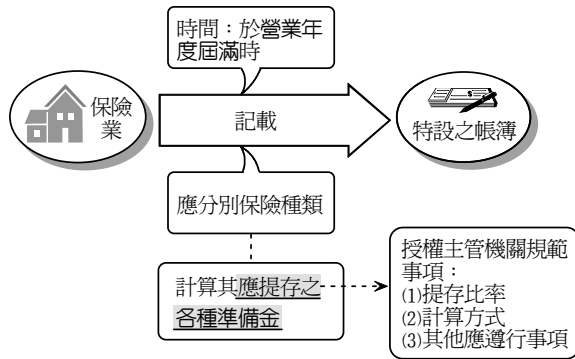 時間：於營業年
度屆滿時
保險
業
記載
特設之帳簿
應分別保險種類
計算其應提存之
各種準備金
授權主管機關規範
事項：
(1)提存比率
(2)計算方式
(3)其他應遵行事項